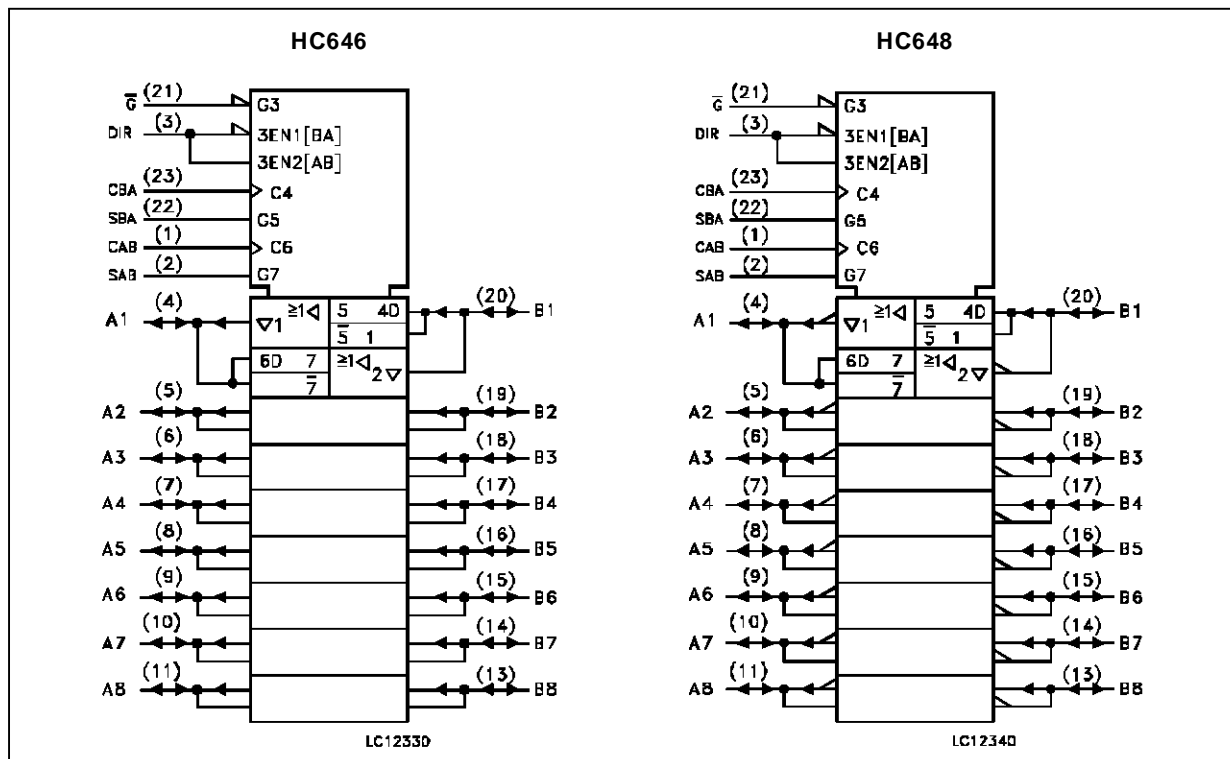 HC646
G̅ (21) G3
DIR (3) 3EN1[BA]
3EN2[AB]
CBA (23) C4
SBA (22) G5
CAB (1) C6
SAB (2) G7
A1 (4) ▽1 ≥1◁ 5 4D (20) B1
5̅ 1
6D 7 ≥1◁
7̅ 2▽
A2 (5) (19) B2
A3 (6) (18) B3
A4 (7) (17) B4
A5 (8) (16) B5
A6 (9) (15) B6
A7 (10) (14) B7
A8 (11) (13) B8
LC12330
HC648
G̅ (21) G3
DIR (3) 3EN1[BA]
3EN2[AB]
CBA (23) C4
SBA (22) G5
CAB (1) C6
SAB (2) G7
A1 (4) ▽1 ≥1◁ 5 4D (20) B1
5̅ 1
6D 7 ≥1◁
7̅ 2▽
A2 (5) (19) B2
A3 (6) (18) B3
A4 (7) (17) B4
A5 (8) (16) B5
A6 (9) (15) B6
A7 (10) (14) B7
A8 (11) (13) B8
LC12340